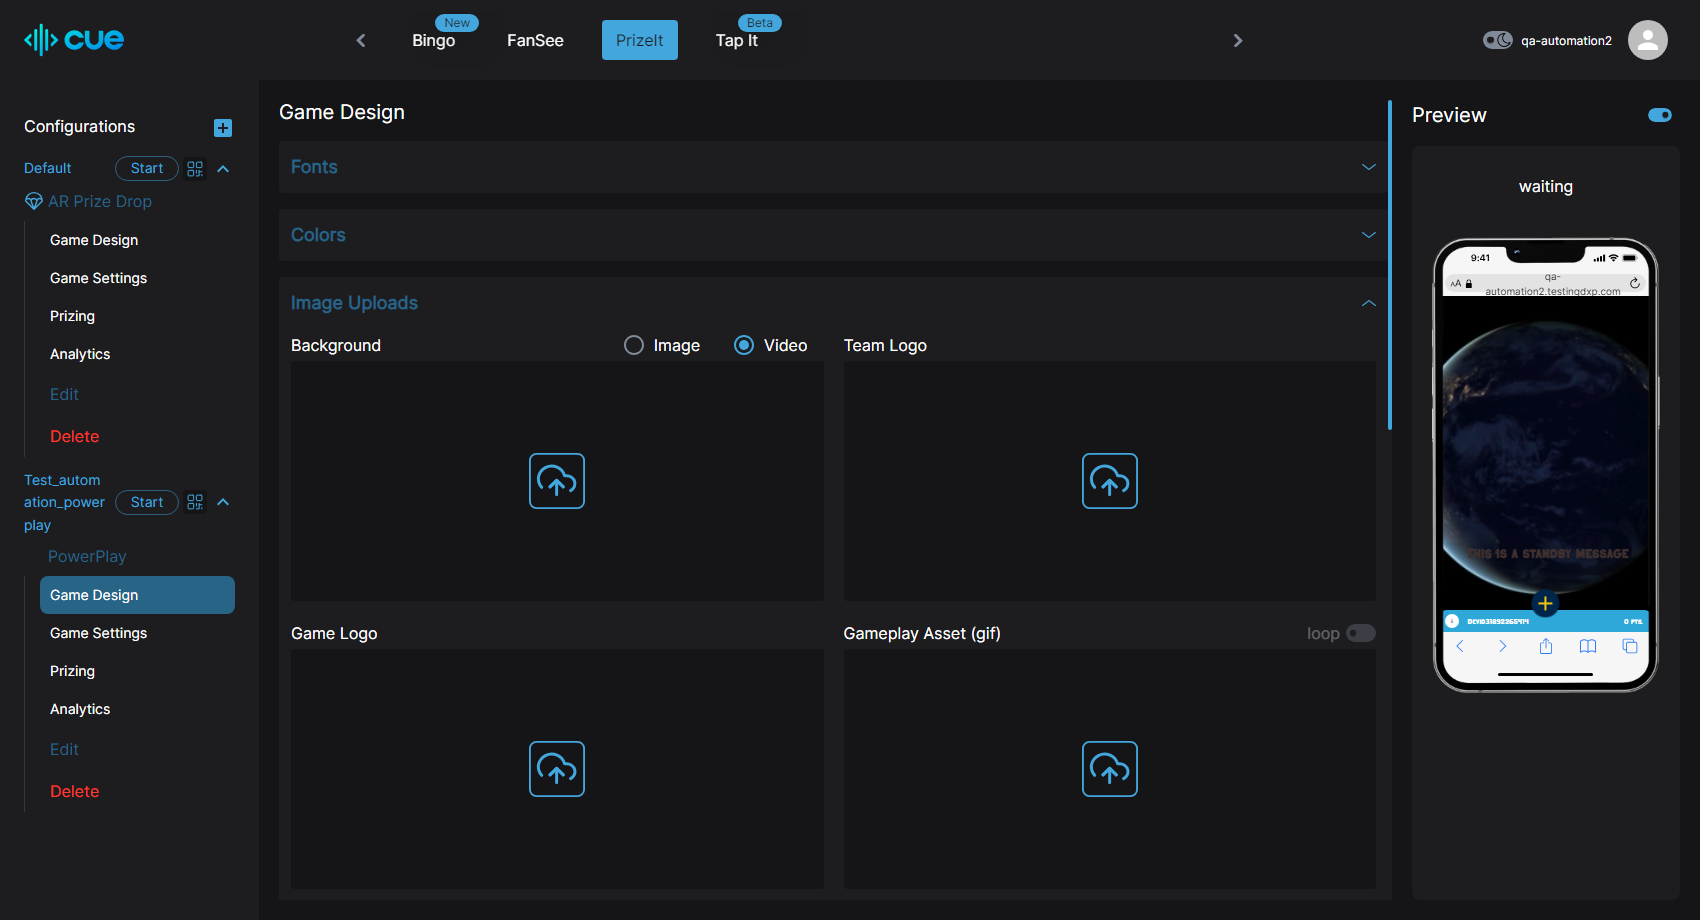 cue
New
Bingo
FanSee
PrizeIt
Beta
Tap It
qa-automation2
Configurations
Default
Start
AR Prize Drop
Game Design
Game Settings
Prizing
Analytics
Edit
Delete
Test_autom
ation_power
play
Start
PowerPlay
Game Design
Game Settings
Prizing
Analytics
Edit
Delete
Game Design
Fonts
Colors
Image Uploads
Background
Image
Video
Team Logo
Game Logo
Gameplay Asset (gif)
loop
Preview
waiting
9:41
AA
qa-
automation2.testingdxp.com
THIS IS A STANDBY MESSAGE
0 PTS.